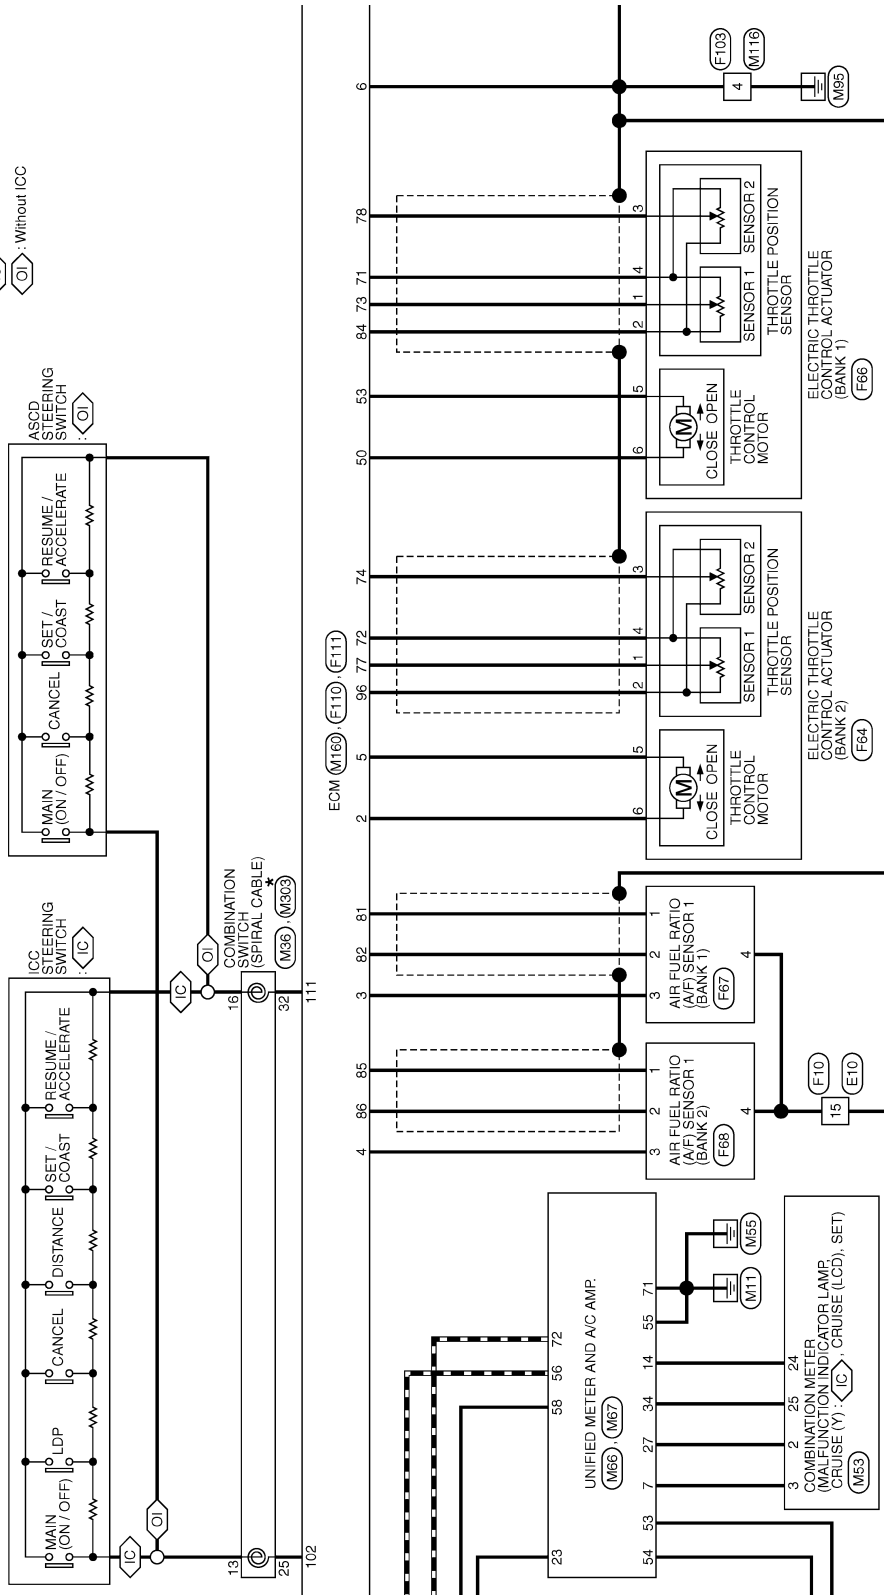 OI : Without ICC
ICC
STEERING
SWITCH
: IC
MAIN
(ON / OFF)
LDP
CANCEL
DISTANCE
SET /
COAST
RESUME /
ACCELERATE
ASCD
STEERING
SWITCH
: OI
MAIN
(ON / OFF)
CANCEL
SET /
COAST
RESUME /
ACCELERATE
IC
OI
IC
OI
COMBINATION
SWITCH
(SPIRAL CABLE)
M36 , M303 *
13
16
25
32
102
111
ECM M160 , F110 , F111
4 86 85 3 82 81 2 5 96 77 72 74 50 53 84 73 71 78 6
72
56
58
23
UNIFIED METER AND A/C AMP.
M66 , M67
54 53 7 27 34 14 55 71
M11
M55
3 2 25 24
COMBINATION METER
(MALFUNCTION INDICATOR LAMP,
CRUISE (Y) : IC , CRUISE (LCD), SET)
M53
3 2 1
AIR FUEL RATIO
(A/F) SENSOR 1
(BANK 2)
F68
4
3 2 1
AIR FUEL RATIO
(A/F) SENSOR 1
(BANK 1)
F67
4
15
F10
E10
6 5 2 1 4 3
M
CLOSE OPEN
THROTTLE
CONTROL
MOTOR
SENSOR 1
SENSOR 2
THROTTLE POSITION
SENSOR
ELECTRIC THROTTLE
CONTROL ACTUATOR
(BANK 2)
F64
6 5 2 1 4 3
M
CLOSE OPEN
THROTTLE
CONTROL
MOTOR
SENSOR 1
SENSOR 2
THROTTLE POSITION
SENSOR
ELECTRIC THROTTLE
CONTROL ACTUATOR
(BANK 1)
F66
4
F103
M116
M95